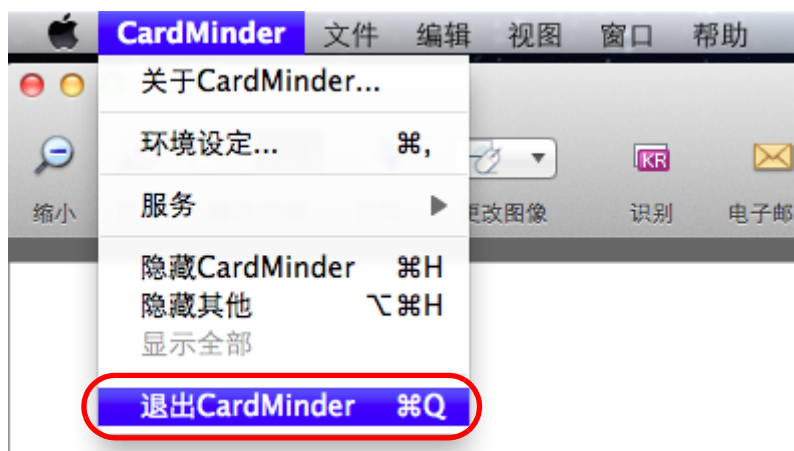 CardMinder 文件 编辑 视图 窗口 帮助
关于CardMinder...
环境设定... ⌘,
KR
服务
缩小 更改图像 识别 电子邮
隐藏CardMinder ⌘H
隐藏其他 ⌥⌘H
显示全部
退出CardMinder ⌘Q